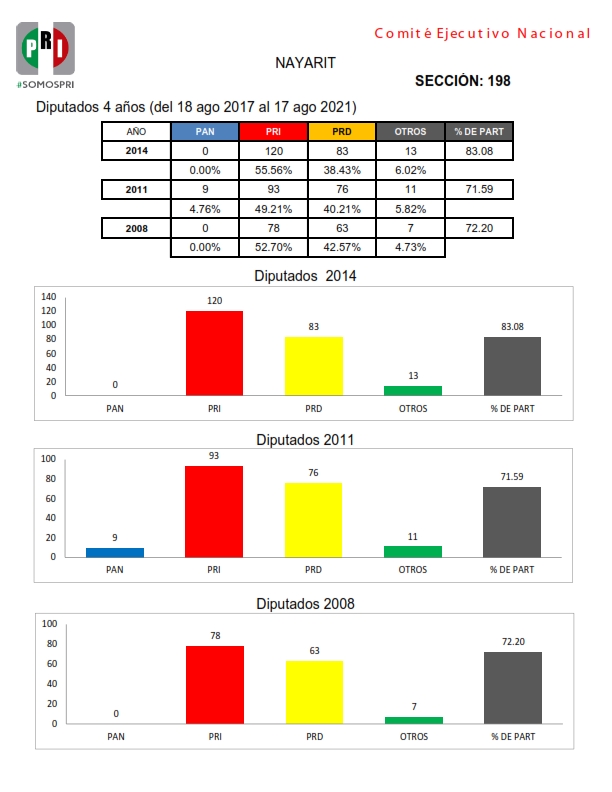 Comité Ejecutivo Nacional
PRI
#SOMOSPRI
NAYARIT
SECCIÓN: 198
Diputados 4 años (del 18 ago 2017 al 17 ago 2021)
AÑO PAN PRI PRD OTROS % DE PART
2014 0 120 83 13 83.08
0.00% 55.56% 38.43% 6.02%
2011 9 93 76 11 71.59
4.76% 49.21% 40.21% 5.82%
2008 0 78 63 7 72.20
0.00% 52.70% 42.57% 4.73%
Diputados 2014
140
120
100
80
60
40
20
0
0 120 83 13 83.08
PAN PRI PRD OTROS % DE PART
Diputados 2011
100
80
60
40
20
0
9 93 76 11 71.59
PAN PRI PRD OTROS % DE PART
Diputados 2008
100
80
60
40
20
0
0 78 63 7 72.20
PAN PRI PRD OTROS % DE PART